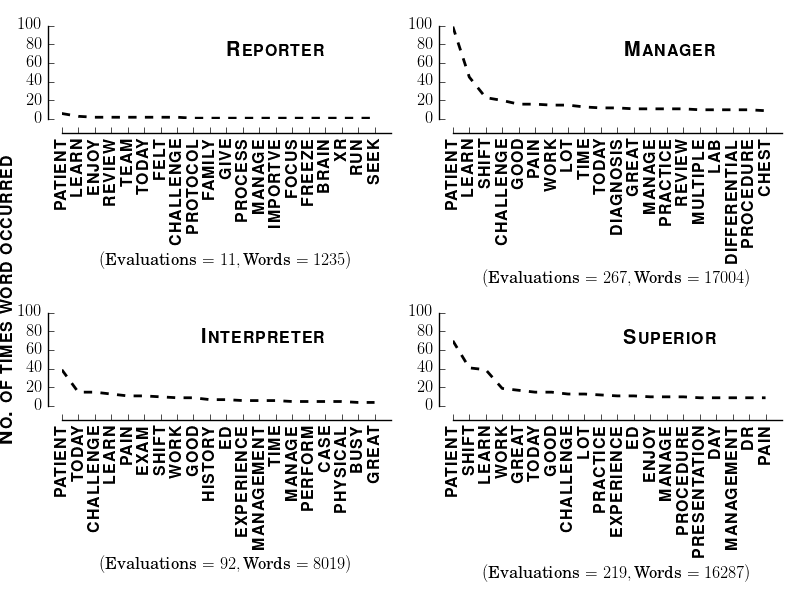 No. of times word occurred
Reporter
100
80
60
40
20
0
PATIENT
LEARN
ENJOY
REVIEW
TEAM
TODAY
FELT
CHALLENGE
PROTOCOL
FAMILY
GIVE
PROCESS
MANAGE
IMPORTVE
FOCUS
FREEZE
BRAIN
XR
RUN
SEEK
(Evaluations = 11, Words = 1235)
Manager
100
80
60
40
20
0
PATIENT
LEARN
SHIFT
CHALLENGE
GOOD
PAIN
WORK
LOT
TIME
TODAY
DIAGNOSIS
GREAT
MANAGE
PRACTICE
REVIEW
MULTIPLE
LAB
DIFFERENTIAL
PROCEDURE
CHEST
(Evaluations = 267, Words = 17004)
Interpreter
100
80
60
40
20
0
PATIENT
TODAY
CHALLENGE
LEARN
PAIN
EXAM
SHIFT
WORK
GOOD
HISTORY
ED
EXPERIENCE
MANAGEMENT
TIME
MANAGE
PERFORM
CASE
PHYSICAL
BUSY
GREAT
(Evaluations = 92, Words = 8019)
Superior
100
80
60
40
20
0
PATIENT
SHIFT
LEARN
WORK
GREAT
TODAY
GOOD
CHALLENGE
LOT
PRACTICE
EXPERIENCE
ED
ENJOY
MANAGE
PROCEDURE
PRESENTATION
DAY
MANAGEMENT
DR
PAIN
(Evaluations = 219, Words = 16287)